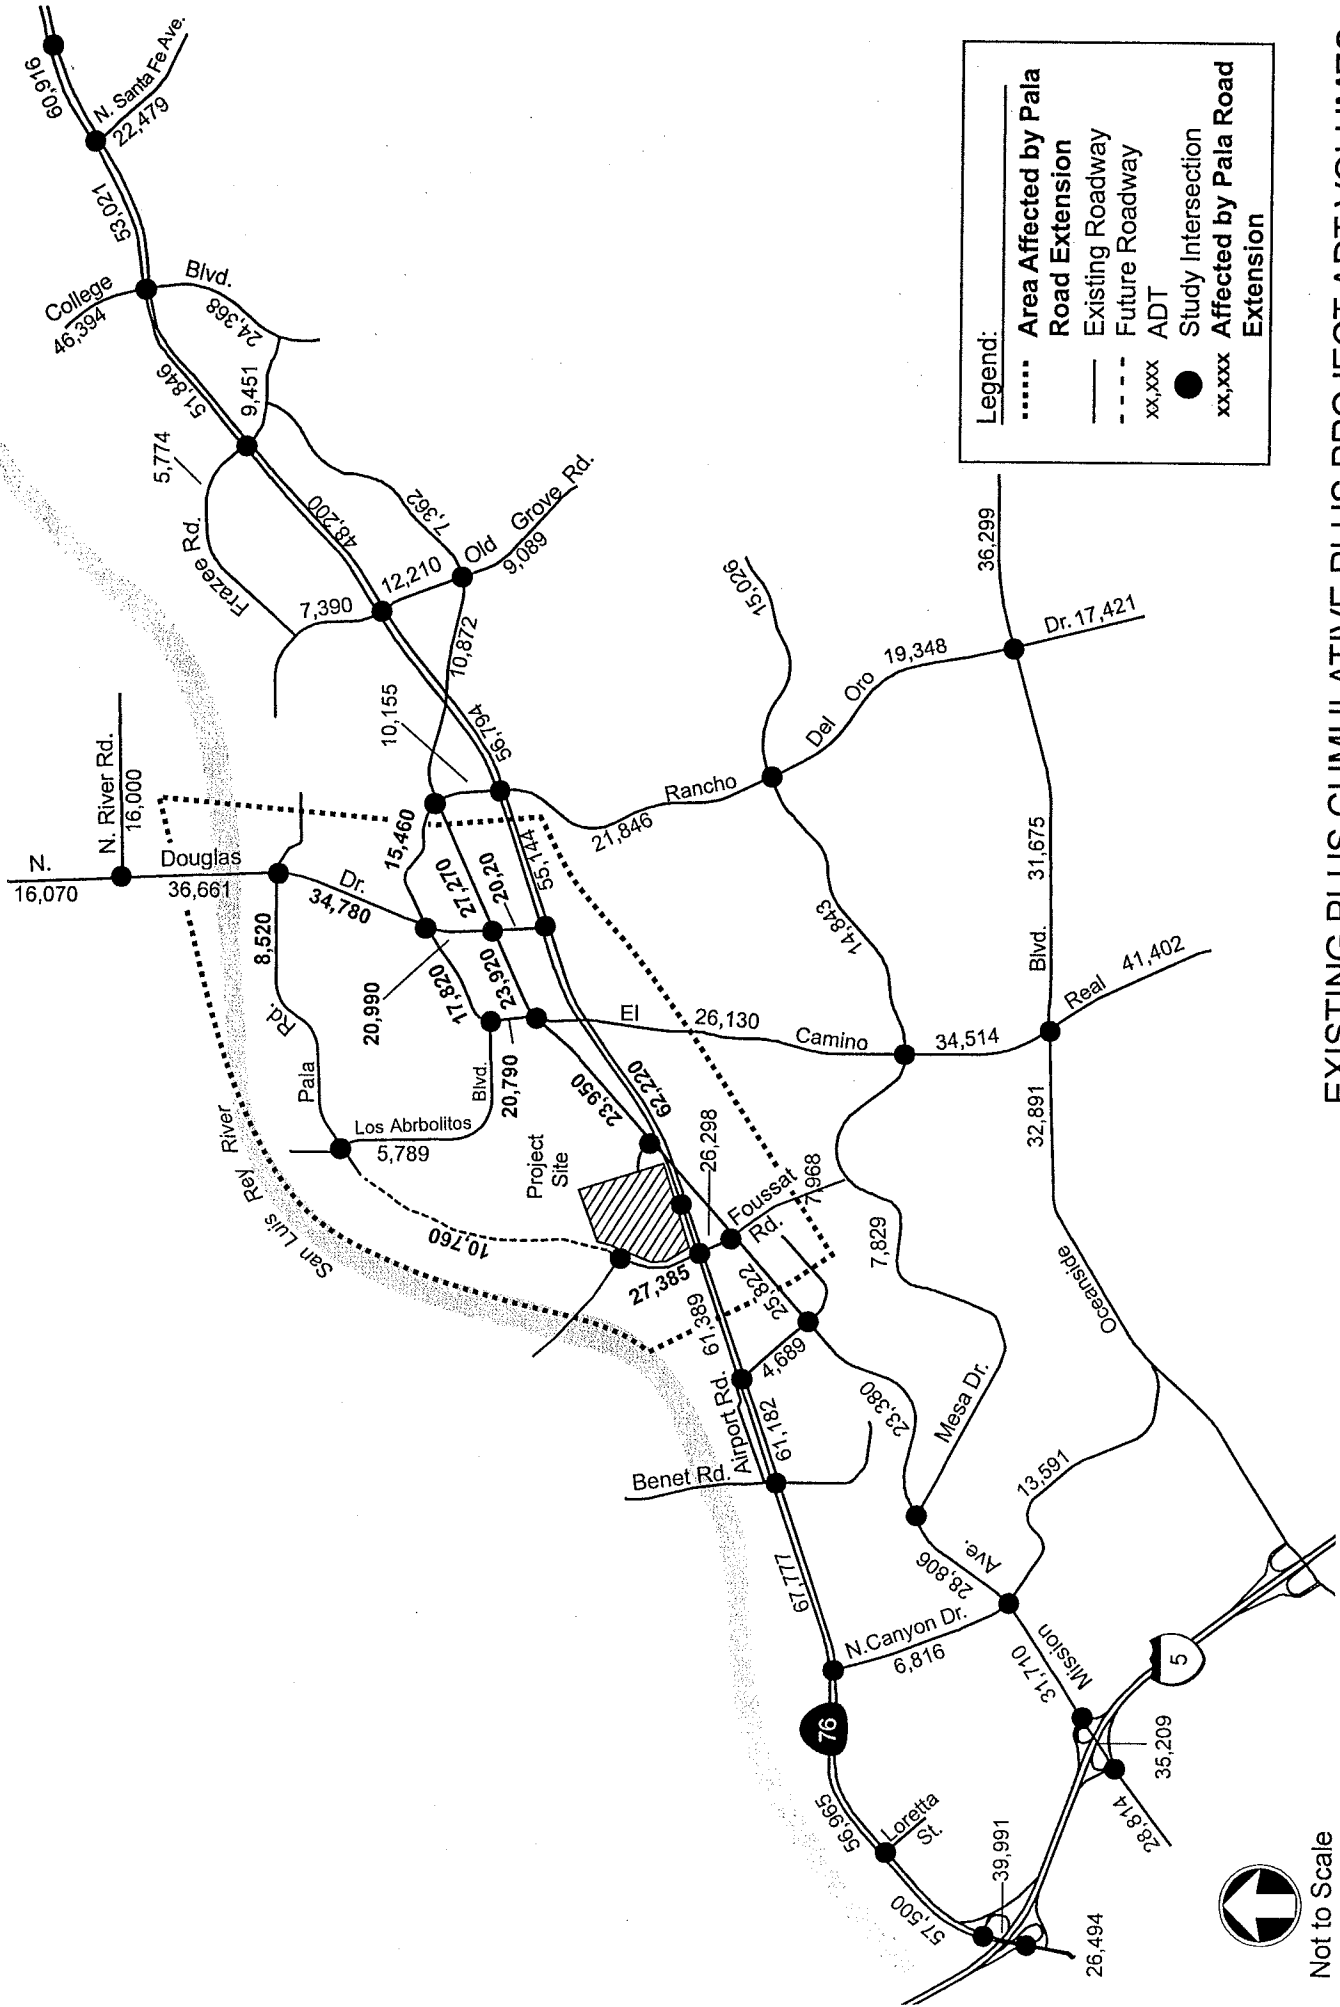 60,916
N. Santa Fe Ave.
22,479
53,021
College
46,394
Blvd.
24,368
51,846
9,451
5,774
Frazee Rd.
48,200
7,362
Old
Grove Rd.
9,089
12,210
7,390
10,872
10,155
56,794
15,026
36,299
Dr. 17,421
19,348
Oro
Del
Rancho
21,846
N. River Rd.
16,000
N.
16,070
Douglas
36,661
Dr.
34,780
15,460
27,270
20,20
55,144
8,520
Rd.
Pala
20,990
17,820
23,920
Blvd.
20,790
Los Abrbolitos
5,789
El
26,130
Camino
14,843
34,514
31,675
Blvd.
Real
41,402
32,891
River
Rey
San Luis
10,760
Project
Site
23,950
62,220
26,298
Foussat
Rd.
7,968
27,385
61,389
25,822
4,689
7,829
Oceanside
Airport Rd.
61,182
Benet Rd.
23,380
Mesa Dr.
13,591
67,777
28,806
Ave.
N.Canyon Dr.
6,816
31,710
Mission
5
76
35,209
28,814
56,965
Loretta
St.
57,500
39,991
26,494
Legend:
Area Affected by Pala
Road Extension
Existing Roadway
Future Roadway
xx,xxx ADT
Study Intersection
xx,xxx Affected by Pala Road
Extension
Not to Scale
EXISTING PLUS CUMULATIVE PLUS PROJECT ADT VOLUMES